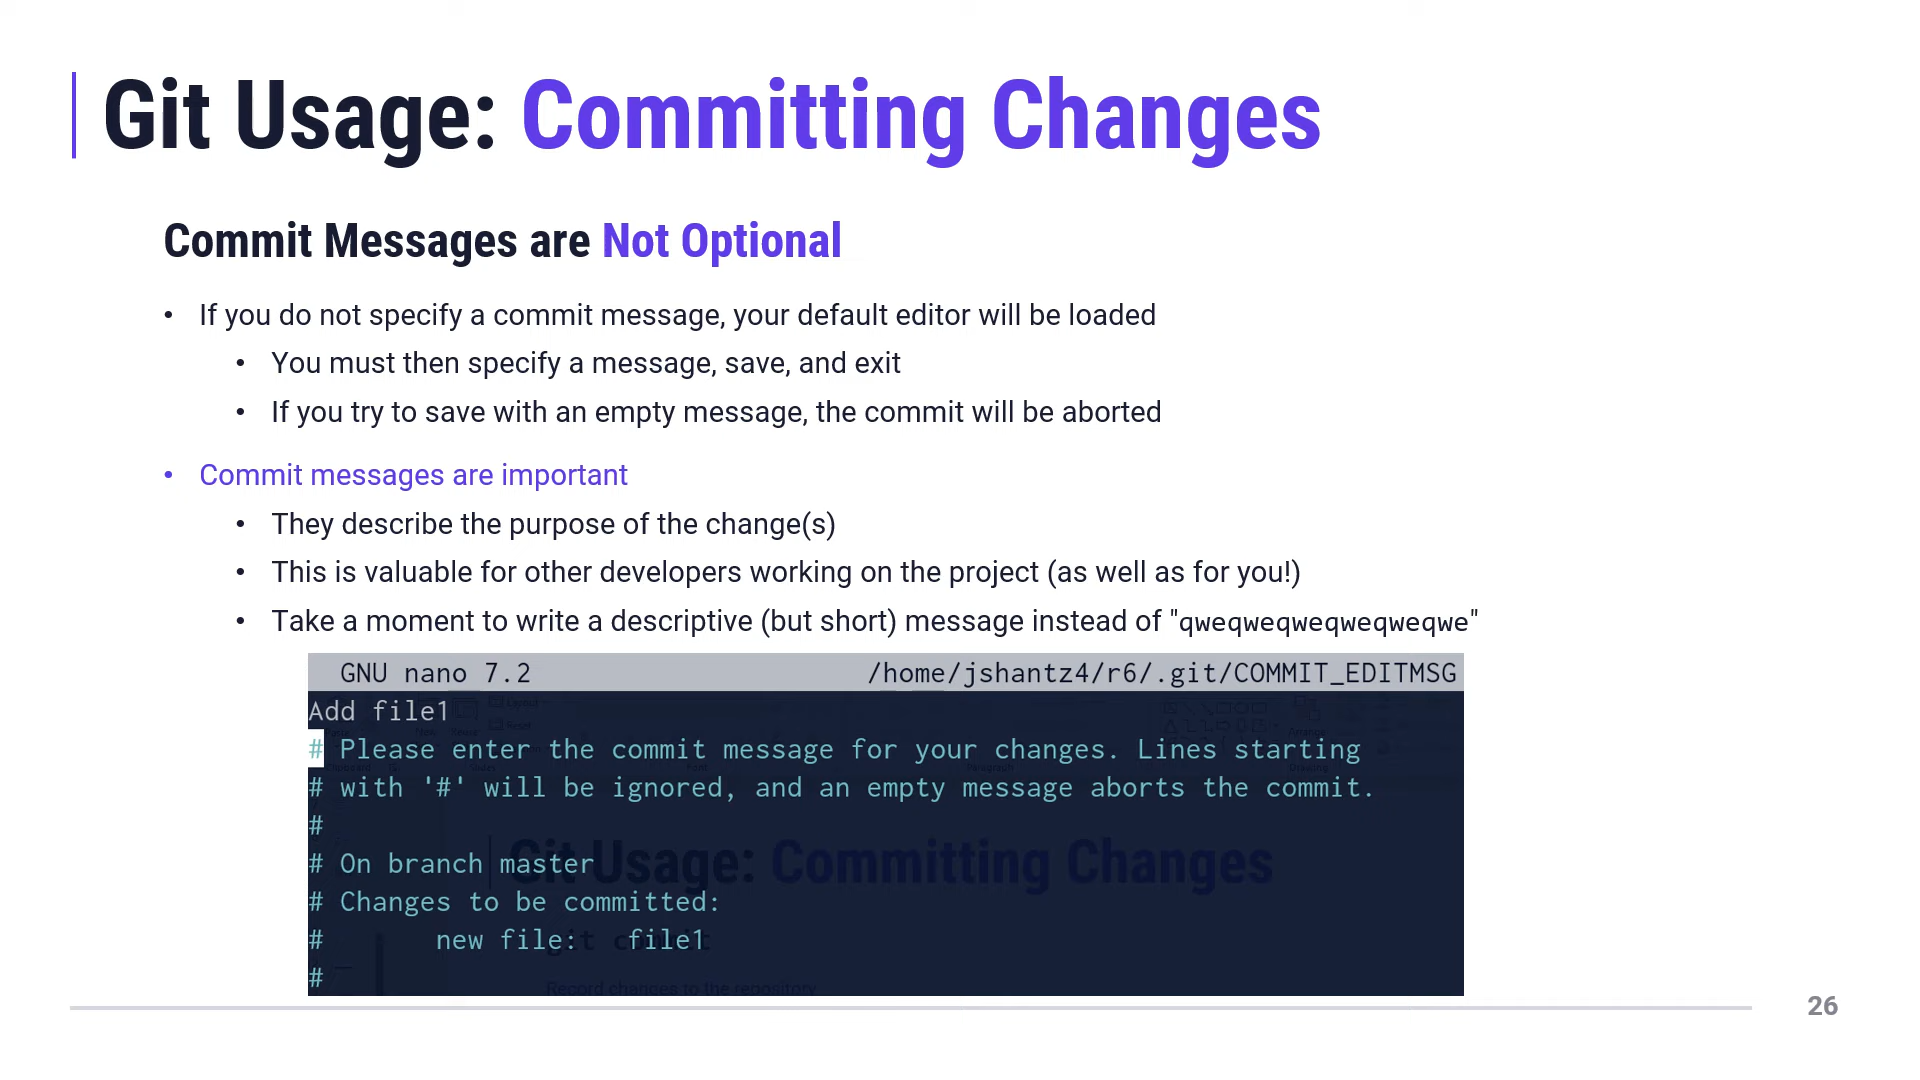 Git Usage: Committing Changes
Commit Messages are Not Optional
• If you do not specify a commit message, your default editor will be loaded
• You must then specify a message, save, and exit
• If you try to save with an empty message, the commit will be aborted
• Commit messages are important
• They describe the purpose of the change(s)
• This is valuable for other developers working on the project (as well as for you!)
• Take a moment to write a descriptive (but short) message instead of "qweqweqweqweqweqwe"
GNU nano 7.2 /home/jshantz4/r6/.git/COMMIT_EDITMSG
Add file1
# Please enter the commit message for your changes. Lines starting
# with '#' will be ignored, and an empty message aborts the commit.
#
# On branch master
Git Usage: Committing Changes
# Changes to be committed:
# new file: file1
git commit
#
Record changes to the repository
26